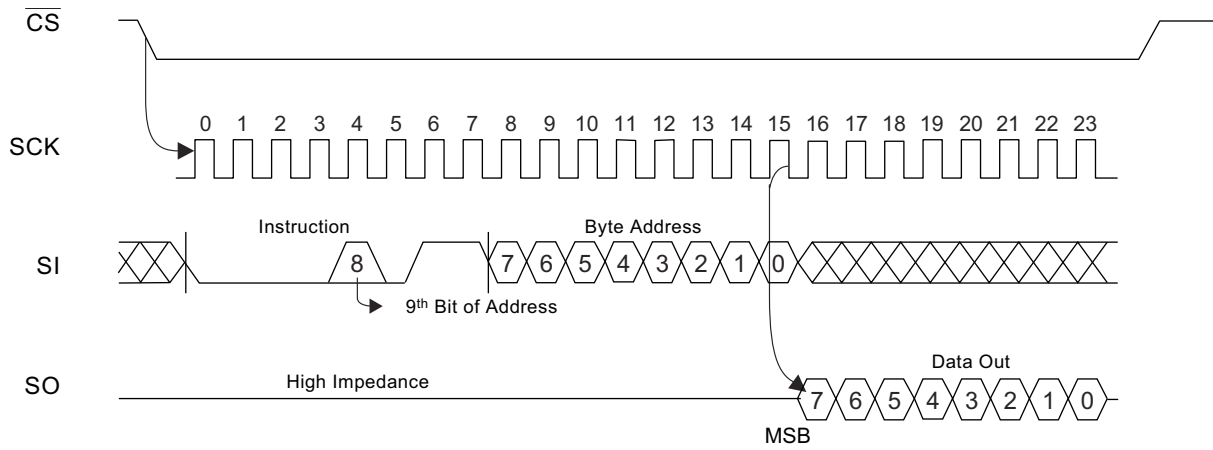 CS
0 1 2 3 4 5 6 7 8 9 10 11 12 13 14 15 16 17 18 19 20 21 22 23
SCK
Instruction Byte Address
SI 8 7 6 5 4 3 2 1 0
9th Bit of Address
Data Out
SO High Impedance 7 6 5 4 3 2 1 0
MSB